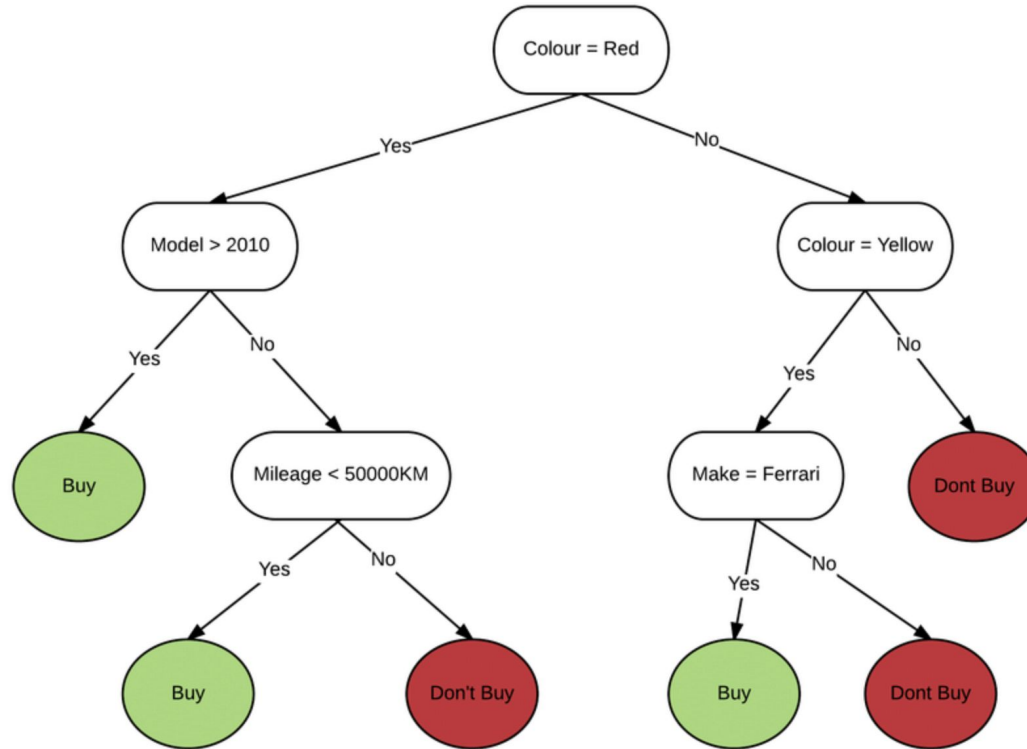 Colour = Red
Yes
No
Model > 2010
Colour = Yellow
Yes
No
Yes
No
Buy
Mileage < 50000KM
Make = Ferrari
Dont Buy
Yes
No
Yes
No
Buy
Don't Buy
Buy
Dont Buy